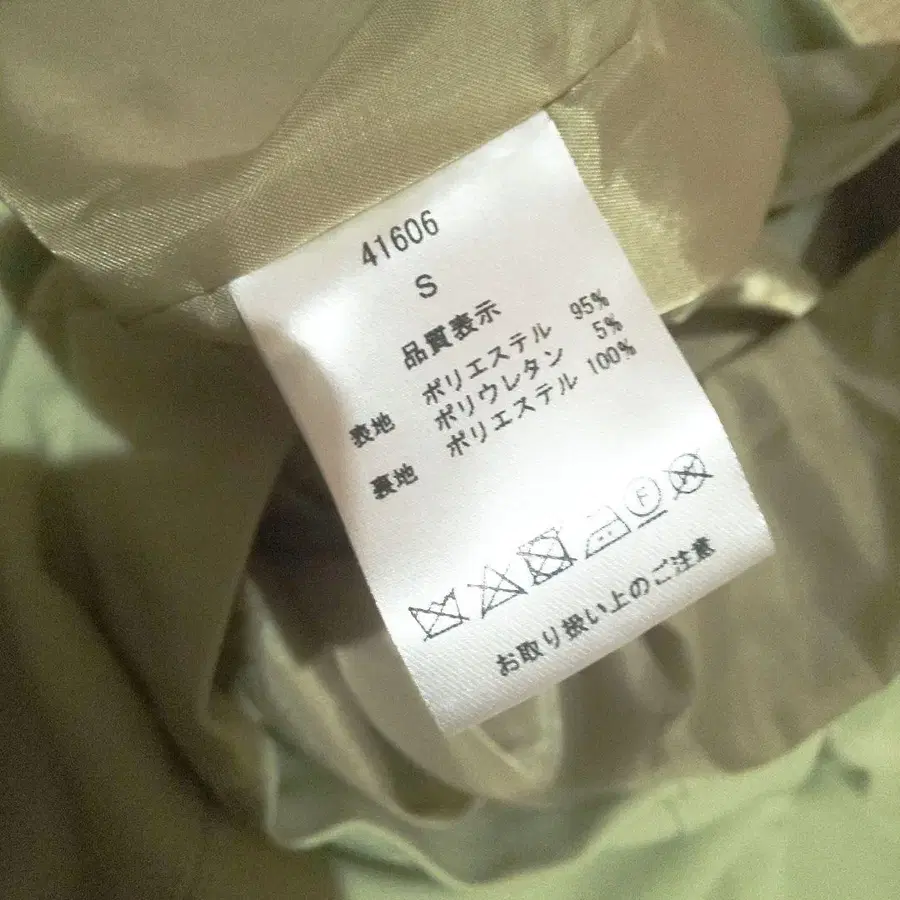 41606
S
品質表示
表地 ポリエステル 95%
ポリウレタン 5%
裏地 ポリエステル 100%
F
お取り扱い上のご注意